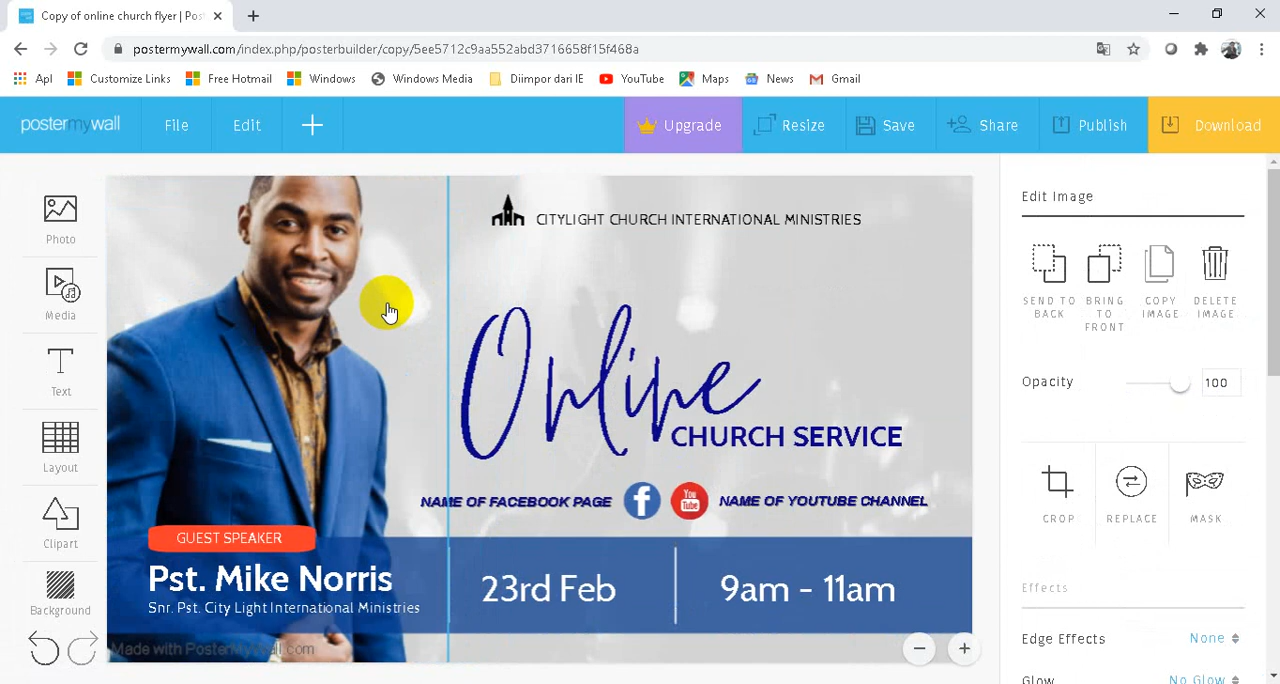 Copy of online church flyer | Pos
postermywall.com/index.php/posterbuilder/copy/5ee5712c9aa552abd3716658f15f468a
Apl Customize Links Free Hotmail Windows Windows Media Diimpor dari IE YouTube Maps News Gmail
postermywall File Edit Upgrade Resize Save Share Publish Download
Photo
Media
Text
Layout
Clipart
Background
CITYLIGHT CHURCH INTERNATIONAL MINISTRIES
Online
CHURCH SERVICE
NAME OF FACEBOOK PAGE f You Tube NAME OF YOUTUBE CHANNEL
GUEST SPEAKER
Pst. Mike Norris
Snr. Pst. City Light International Ministries
23rd Feb 9am - 11am
Made with PosterMyWall.com
Edit Image
SEND TO BACK
BRING TO FRONT
COPY IMAGE
DELETE IMAGE
Opacity 100
CROP REPLACE MASK
Effects
Edge Effects None
Glow No Glow